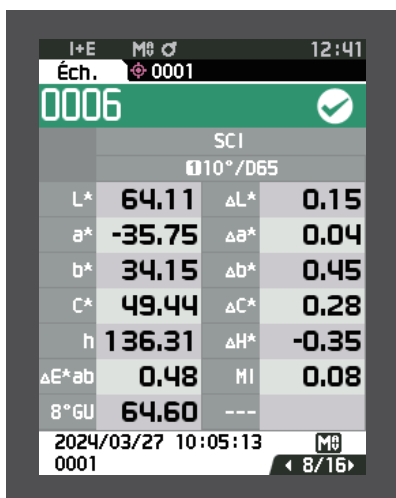 I+E M 12:41
Éch. 0001
0006
SCI
1 10°/D65
L* 64.11 ΔL* 0.15
a* -35.75 Δa* 0.04
b* 34.15 Δb* 0.45
C* 49.44 ΔC* 0.28
h 136.31 ΔH* -0.35
ΔE*ab 0.48 MI 0.08
8°GU 64.60 ---
2024/03/27 10:05:13 M
0001 8/16